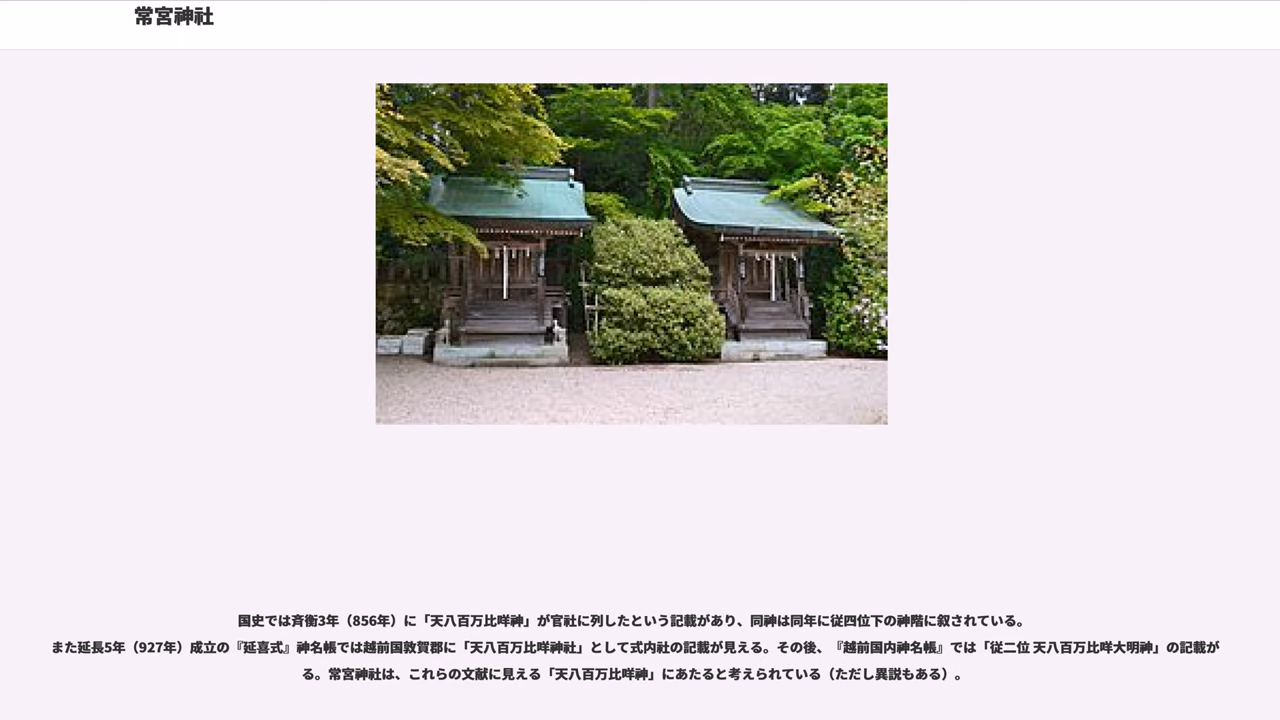 常宮神社
国史では斉衡3年（856年）に「天八百万比咩神」が官社に列したという記載があり、同神は同年に従四位下の神階に叙されている。
また延長5年（927年）成立の『延喜式』神名帳では越前国敦賀郡に「天八百万比咩神社」として式内社の記載が見える。その後、『越前国内神名帳』では「従二位 天八百万比咩大明神」の記載が
る。常宮神社は、これらの文献に見える「天八百万比咩神」にあたると考えられている（ただし異説もある）。